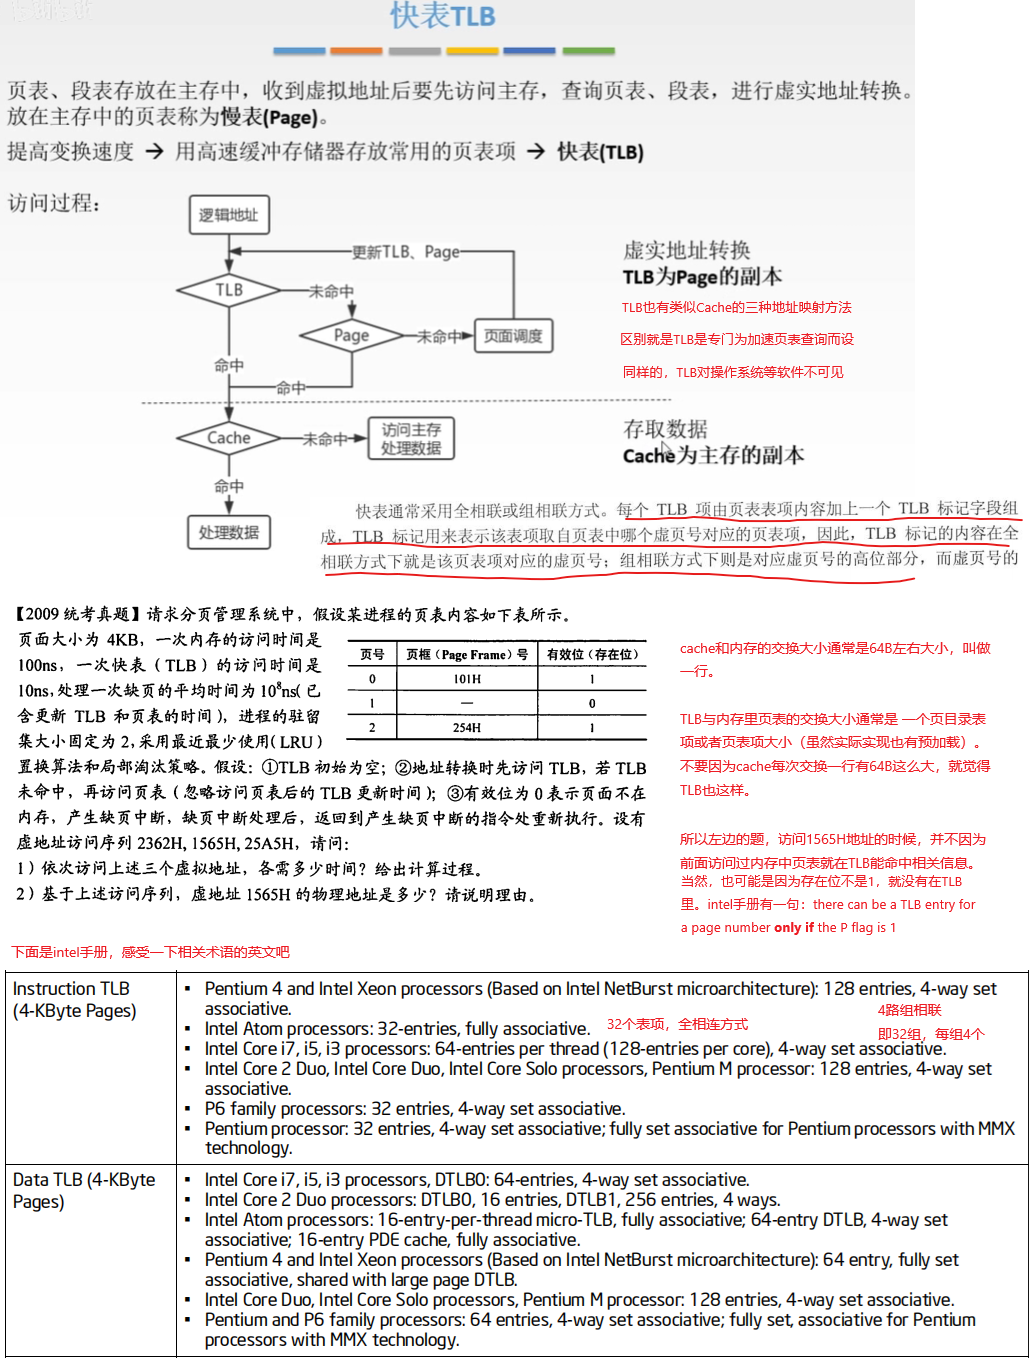 快表TLB
页表、段表存放在主存中，收到虚拟地址后要先访问主存，查询页表、段表，进行虚实地址转换。
放在主存中的页表称为慢表(Page)。
提高变换速度 → 用高速缓冲存储器存放常用的页表项 → 快表(TLB)
访问过程：
逻辑地址
更新TLB、Page
TLB
未命中
Page
未命中
页面调度
命中
命中
Cache
未命中
访问主存
处理数据
命中
处理数据
虚实地址转换
TLB为Page的副本
TLB也有类似Cache的三种地址映射方法
区别就是TLB是专门为加速页表查询而设
同样的，TLB对操作系统等软件不可见
存取数据
Cache为主存的副本
快表通常采用全相联或组相联方式。每个 TLB 项由页表表项内容加上一个 TLB 标记字段组
成，TLB 标记用来表示该表项取自页表中哪个虚页号对应的页表项，因此，TLB 标记的内容在全
相联方式下就是该页表项对应的虚页号；组相联方式下则是对应虚页号的高位部分，而虚页号的
【2009 统考真题】请求分页管理系统中，假设某进程的页表内容如下表所示。
页面大小为 4KB，一次内存的访问时间是
100ns，一次快表（TLB）的访问时间是
10ns，处理一次缺页的平均时间为 10⁸ns（已
含更新 TLB 和页表的时间），进程的驻留
集大小固定为 2，采用最近最少使用（LRU）
页号 页框（Page Frame）号 有效位（存在位）
0 101H 1
1 — 0
2 254H 1
置换算法和局部淘汰策略。假设：①TLB 初始为空；②地址转换时先访问 TLB，若 TLB
未命中，再访问页表（忽略访问页表后的 TLB 更新时间）；③有效位为 0 表示页面不在
内存，产生缺页中断，缺页中断处理后，返回到产生缺页中断的指令处重新执行。设有
虚地址访问序列 2362H, 1565H, 25A5H，请问：
1）依次访问上述三个虚拟地址，各需多少时间？给出计算过程。
2）基于上述访问序列，虚地址 1565H 的物理地址是多少？请说明理由。
cache和内存的交换大小通常是64B左右大小，叫做
一行。
TLB与内存里页表的交换大小通常是 一个页目录表
项或者页表项大小（虽然实际实现也有预加载）。
不要因为cache每次交换一行有64B这么大，就觉得
TLB也这样。
所以左边的题，访问1565H地址的时候，并不因为
前面访问过内存中页表就在TLB能命中相关信息。
当然，也可能是因为存在位不是1，就没有在TLB
里。intel手册有一句：there can be a TLB entry for
a page number only if the P flag is 1
下面是intel手册，感受一下相关术语的英文吧
Instruction TLB
(4-KByte Pages)
▪ Pentium 4 and Intel Xeon processors (Based on Intel NetBurst microarchitecture): 128 entries, 4-way set
associative.
▪ Intel Atom processors: 32-entries, fully associative.
32个表项，全相连方式
4路组相联
即32组，每组4个
▪ Intel Core i7, i5, i3 processors: 64-entries per thread (128-entries per core), 4-way set associative.
▪ Intel Core 2 Duo, Intel Core Duo, Intel Core Solo processors, Pentium M processor: 128 entries, 4-way set
associative.
▪ P6 family processors: 32 entries, 4-way set associative.
▪ Pentium processor: 32 entries, 4-way set associative; fully set associative for Pentium processors with MMX
technology.
Data TLB (4-KByte
Pages)
▪ Intel Core i7, i5, i3 processors, DTLB0: 64-entries, 4-way set associative.
▪ Intel Core 2 Duo processors: DTLB0, 16 entries, DTLB1, 256 entries, 4 ways.
▪ Intel Atom processors: 16-entry-per-thread micro-TLB, fully associative; 64-entry DTLB, 4-way set
associative; 16-entry PDE cache, fully associative.
▪ Pentium 4 and Intel Xeon processors (Based on Intel NetBurst microarchitecture): 64 entry, fully set
associative, shared with large page DTLB.
▪ Intel Core Duo, Intel Core Solo processors, Pentium M processor: 128 entries, 4-way set associative.
▪ Pentium and P6 family processors: 64 entries, 4-way set associative; fully set, associative for Pentium
processors with MMX technology.